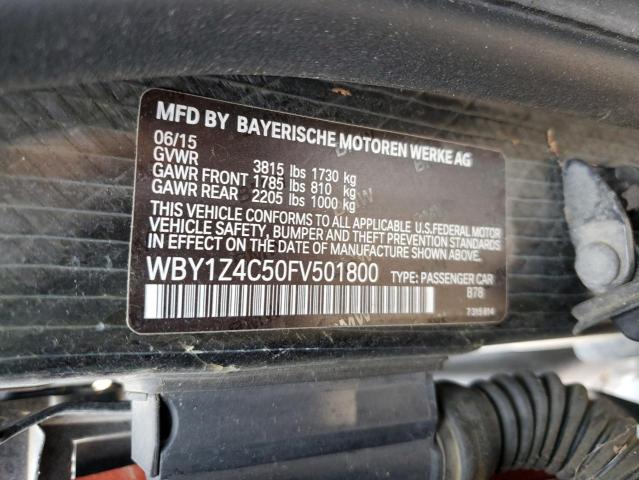 MFD BY BAYERISCHE MOTOREN WERKE AG
06/15
GVWR 3815 lbs 1730 kg
GAWR FRONT 1785 lbs 810 kg
GAWR REAR 2205 lbs 1000 kg
THIS VEHICLE CONFORMS TO ALL APPLICABLE U.S.FEDERAL MOTOR
VEHICLE SAFETY, BUMPER AND THEFT PREVENTION STANDARDS
IN EFFECT ON THE DATE OF MANUFACTURE SHOWN ABOVE.
WBY1Z4C50FV501800 TYPE: PASSENGER CAR
B78
7315814